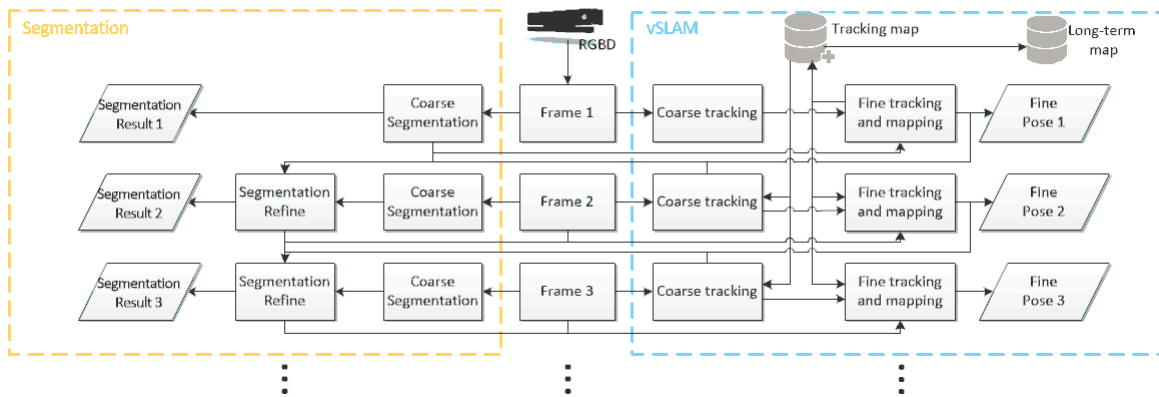 Segmentation
RGBD
vSLAM
Tracking map
Long-term
map
Segmentation
Result 1
Coarse
Segmentation
Frame 1
Coarse tracking
Fine tracking
and mapping
Fine
Pose 1
Segmentation
Result 2
Segmentation
Refine
Coarse
Segmentation
Frame 2
Coarse tracking
Fine tracking
and mapping
Fine
Pose 2
Segmentation
Result 3
Segmentation
Refine
Coarse
Segmentation
Frame 3
Coarse tracking
Fine tracking
and mapping
Fine
Pose 3